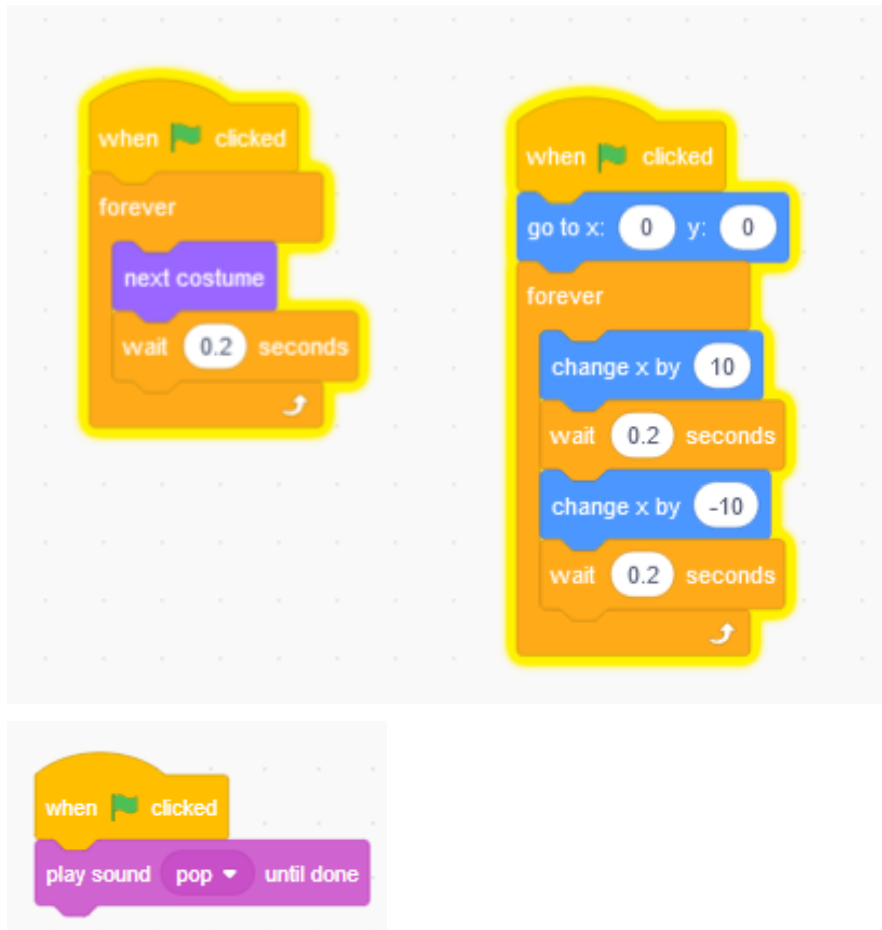 when clicked
forever
next costume
wait 0.2 seconds
when clicked
go to x: 0 y: 0
forever
change x by 10
wait 0.2 seconds
change x by -10
wait 0.2 seconds
when clicked
play sound pop until done